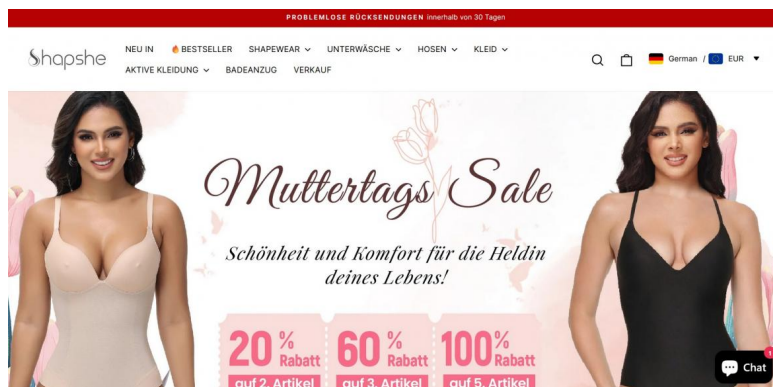 PROBLEMLOSE RÜCKSENDUNGEN innerhalb von 30 Tagen
Shapshe
NEU IN 🔥BESTSELLER SHAPEWEAR UNTERWÄSCHE HOSEN KLEID
AKTIVE KLEIDUNG BADEANZUG VERKAUF
German / EUR
Muttertags Sale
Schönheit und Komfort für die Heldin
deines Lebens!
20% Rabatt 60% Rabatt 100% Rabatt
auf 2. Artikel auf 3. Artikel auf 5. Artikel
Chat